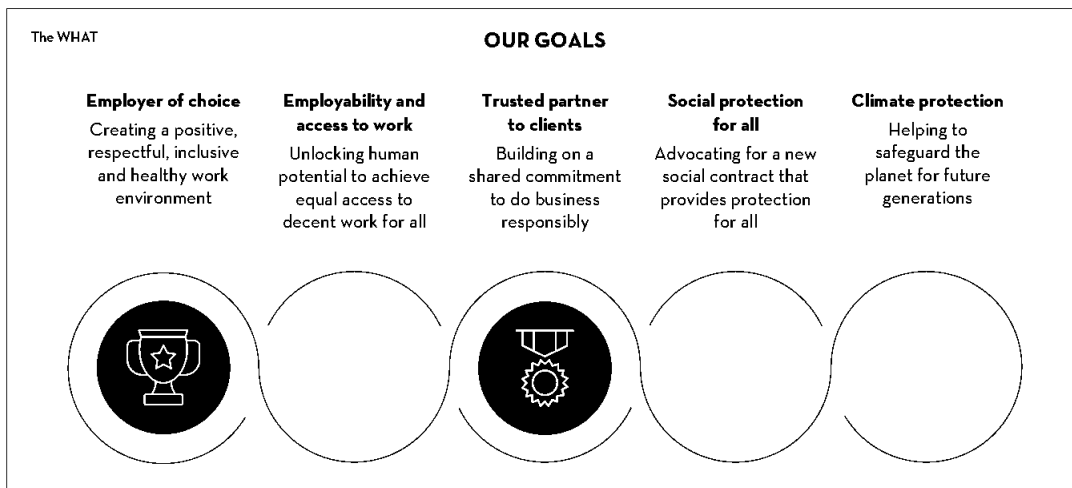 The WHAT
OUR GOALS
Employer of choice
Creating a positive,
respectful, inclusive
and healthy work
environment
Employability and
access to work
Unlocking human
potential to achieve
equal access to
decent work for all
Trusted partner
to clients
Building on a
shared commitment
to do business
responsibly
Social protection
for all
Advocating for a new
social contract that
provides protection
for all
Climate protection
Helping to
safeguard the
planet for future
generations